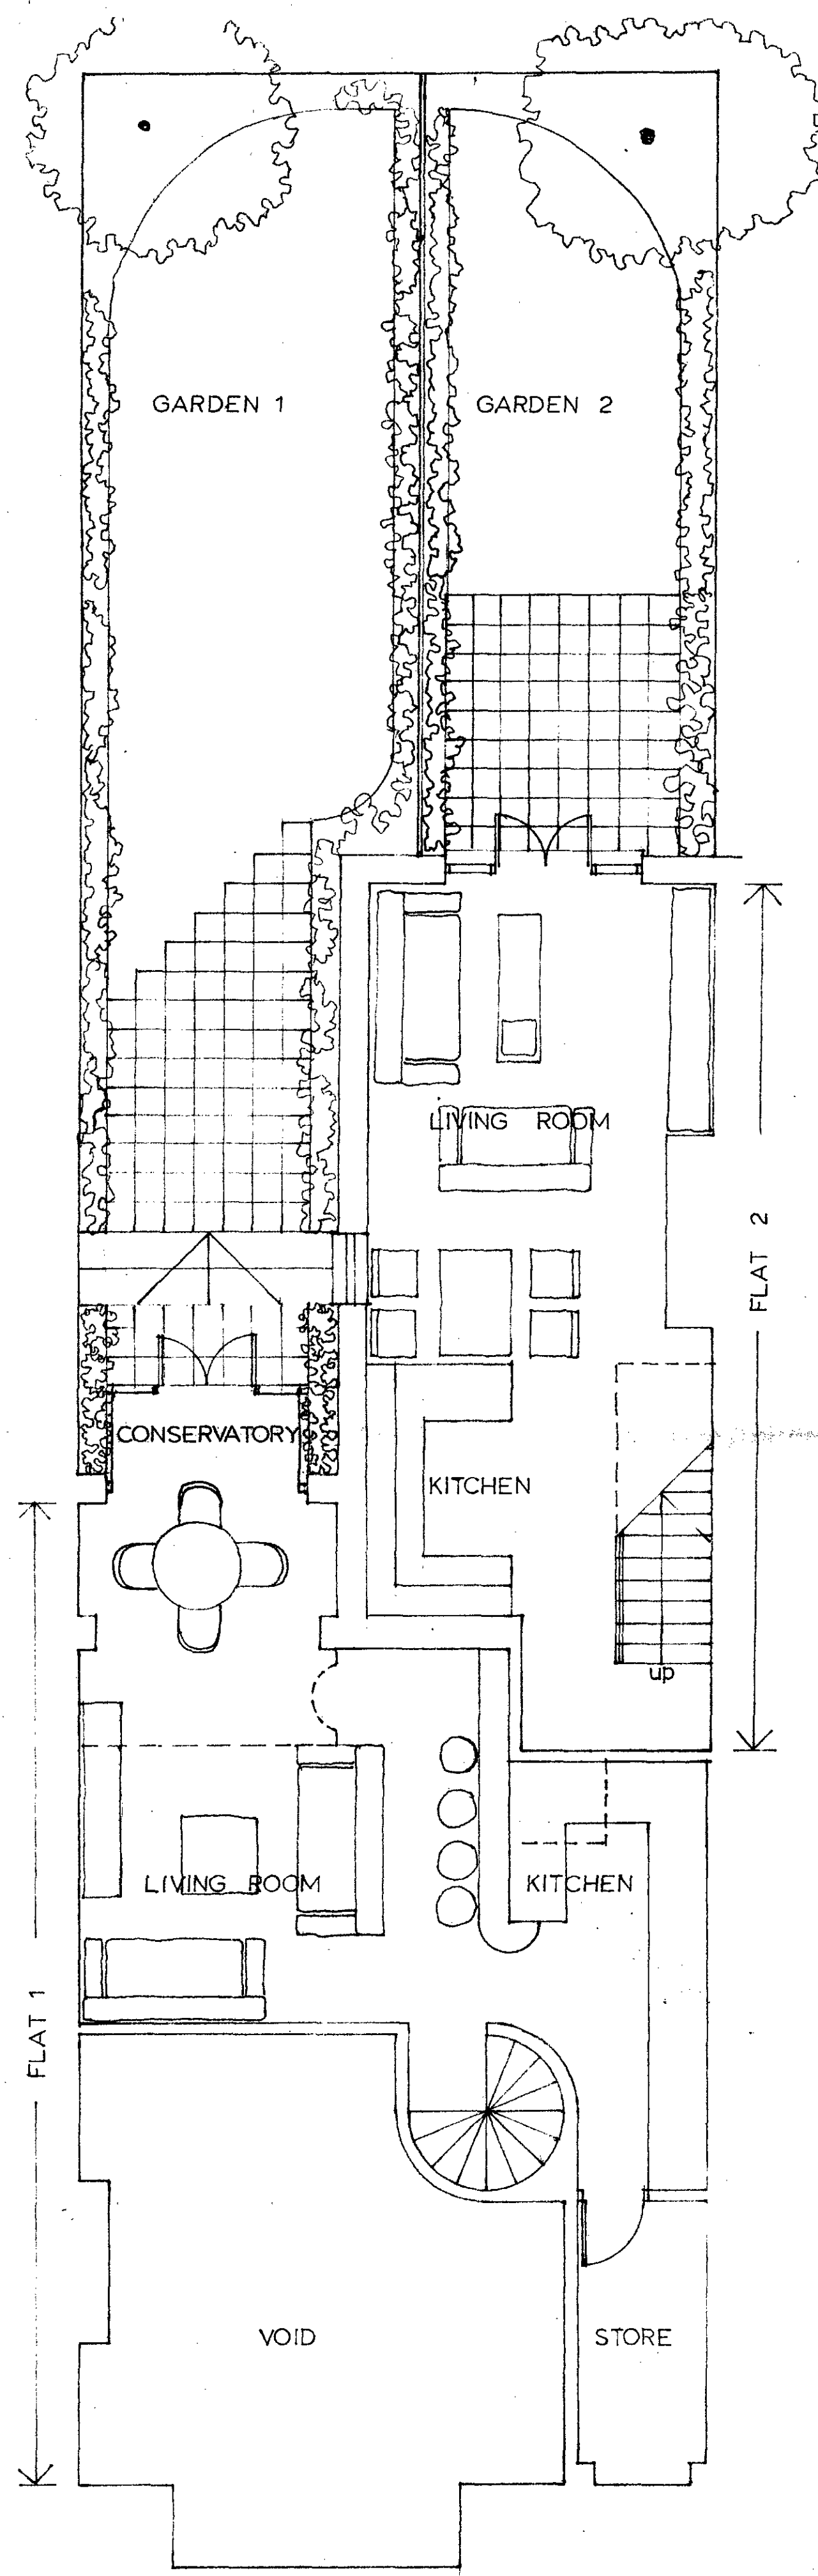 GARDEN 1
GARDEN 2
LIVING ROOM
FLAT 2
CONSERVATORY
KITCHEN
up
LIVING ROOM
KITCHEN
FLAT 1
VOID
STORE